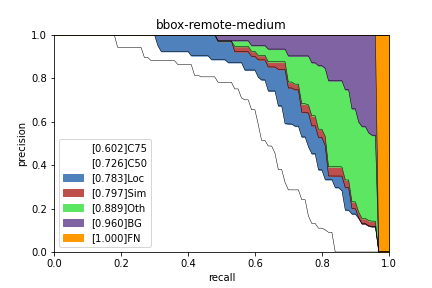 bbox-remote-medium
1.0
0.8
0.6
0.4
0.2
0.0
precision
[0.602]C75
[0.726]C50
[0.783]Loc
[0.797]Sim
[0.889]Oth
[0.960]BG
[1.000]FN
0.0 0.2 0.4 0.6 0.8 1.0
recall